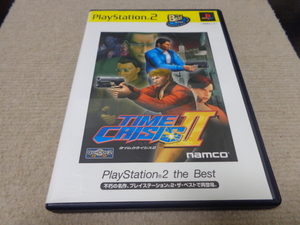 PlayStation 2
the Best
TIME
CRISIS II
タイムクライシス2
namco
PlayStation 2 the Best
不朽の名作、プレイステーション 2・ザ・ベストで再登場。